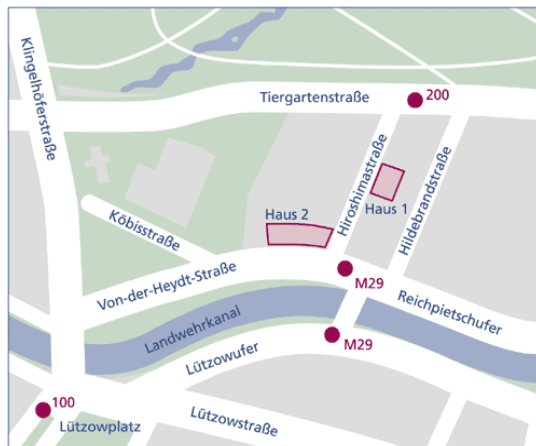 Klingelhöferstraße
Tiergartenstraße
200
Hiroshimastraße
Haus 1
Hildebrandstraße
Haus 2
Köbisstraße
Von-der-Heydt-Straße
M29
Reichpietschufer
Landwehrkanal
M29
Lützowufer
100
Lützowplatz
Lützowstraße